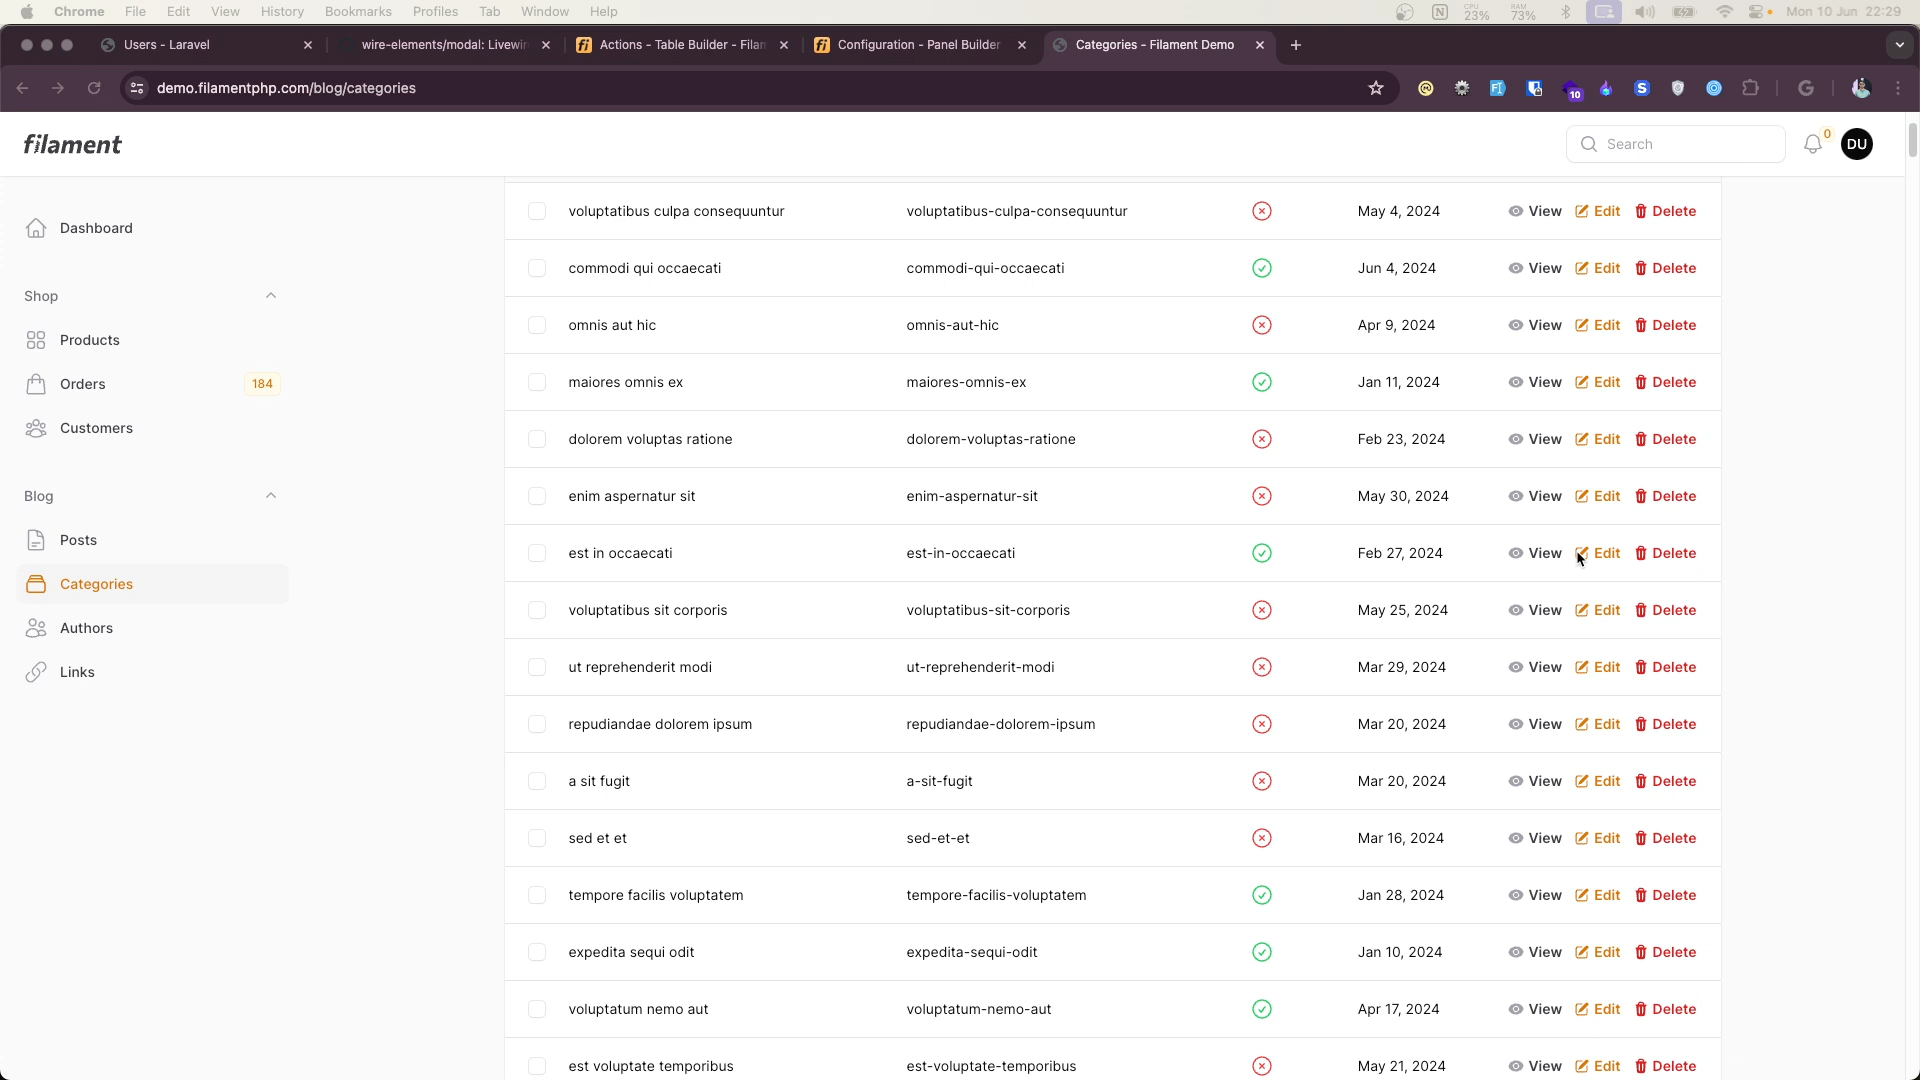 Chrome File Edit View History Bookmarks Profiles Tab Window Help CPU 23% RAM 73% Mon 10 Jun 22:29
Users - Laravel wire-elements/modal: Livewi Actions - Table Builder - Filam Configuration - Panel Builder Categories - Filament Demo
demo.filamentphp.com/blog/categories 10
filament Search 0 DU
Dashboard
Shop
Products
Orders 184
Customers
Blog
Posts
Categories
Authors
Links
voluptatibus culpa consequuntur voluptatibus-culpa-consequuntur May 4, 2024 View Edit Delete
commodi qui occaecati commodi-qui-occaecati Jun 4, 2024 View Edit Delete
omnis aut hic omnis-aut-hic Apr 9, 2024 View Edit Delete
maiores omnis ex maiores-omnis-ex Jan 11, 2024 View Edit Delete
dolorem voluptas ratione dolorem-voluptas-ratione Feb 23, 2024 View Edit Delete
enim aspernatur sit enim-aspernatur-sit May 30, 2024 View Edit Delete
est in occaecati est-in-occaecati Feb 27, 2024 View Edit Delete
voluptatibus sit corporis voluptatibus-sit-corporis May 25, 2024 View Edit Delete
ut reprehenderit modi ut-reprehenderit-modi Mar 29, 2024 View Edit Delete
repudiandae dolorem ipsum repudiandae-dolorem-ipsum Mar 20, 2024 View Edit Delete
a sit fugit a-sit-fugit Mar 20, 2024 View Edit Delete
sed et et sed-et-et Mar 16, 2024 View Edit Delete
tempore facilis voluptatem tempore-facilis-voluptatem Jan 28, 2024 View Edit Delete
expedita sequi odit expedita-sequi-odit Jan 10, 2024 View Edit Delete
voluptatum nemo aut voluptatum-nemo-aut Apr 17, 2024 View Edit Delete
est voluptate temporibus est-voluptate-temporibus May 21, 2024 View Edit Delete